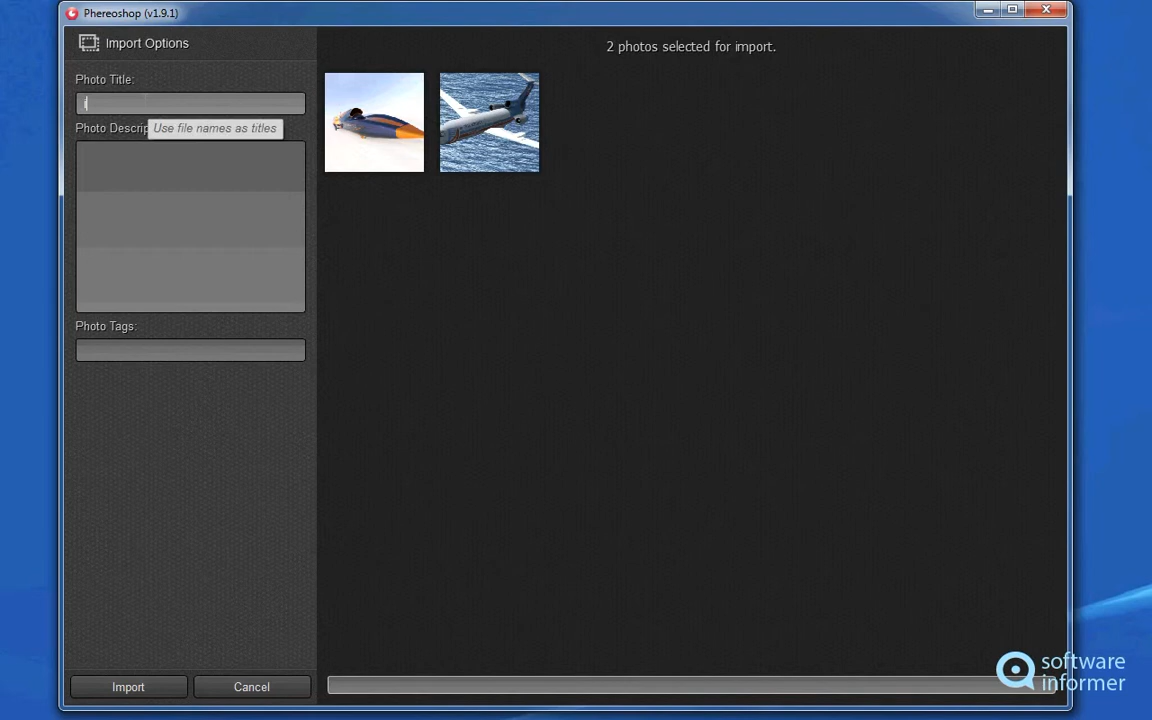 Phereoshop (v1.9.1)
Import Options
2 photos selected for import.
Photo Title:
Photo Descrip
Use file names as titles
Photo Tags:
Import
Cancel
software
informer